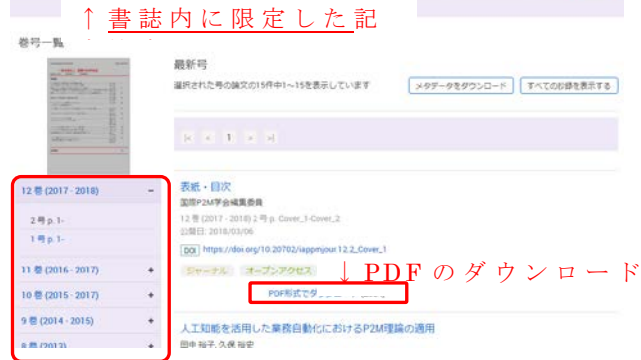 ↑書誌内に限定した記
巻号一覧
最新号
選択された号の論文の15件中1～15を表示しています
メタデータをダウンロード
すべての抄録を表示する
|< < 1 > >|
12 巻 (2017 - 2018) −
2 号 p. 1-
1 号 p. 1-
11 巻 (2016 - 2017) +
10 巻 (2015 - 2017) +
9 巻 (2014 - 2015) +
8 巻 (2013)
表紙・目次
国際P2M学会編集委員
12 巻 (2017 - 2018) 2 号 p. Cover_1-Cover_2
公開日: 2018/03/06
DOI https://doi.org/10.20702/iappmjour.12.2_Cover_1
ジャーナル オープンアクセス
↓PDFのダウンロード
PDF形式でダ
人工知能を活用した業務自動化におけるP2M理論の適用
田中 裕子, 久保 裕史